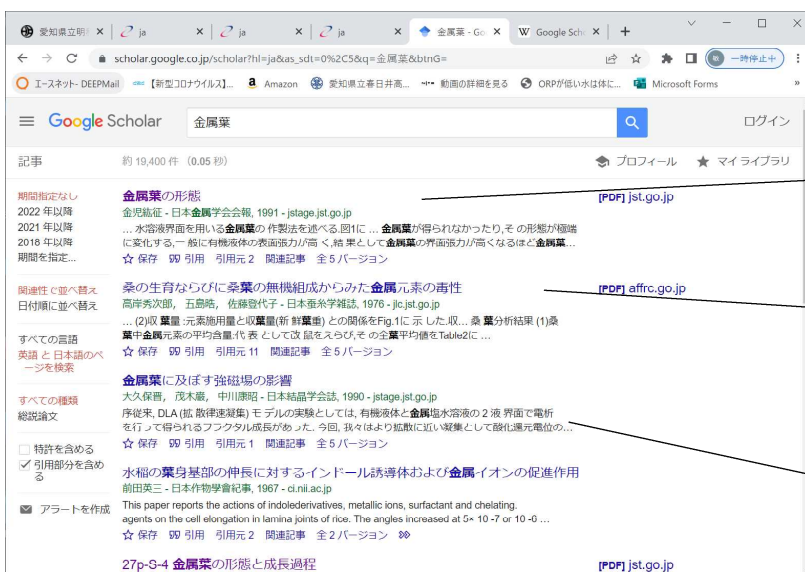 愛知県立明
ja
ja
ja
金属葉 - Go
Google Scho
scholar.google.co.jp/scholar?hl=ja&as_sdt=0%2C5&q=金属葉&btnG=
一時停止中
エースネット- DEEPMail
【新型コロナウイルス】...
Amazon
愛知県立春日井高...
動画の詳細を見る
ORPが低い水は体に...
Microsoft Forms
»
Google Scholar
金属葉
ログイン
記事
約 19,400 件 (0.05 秒)
プロフィール
マイライブラリ
期間指定なし
2022 年以降
2021 年以降
2018 年以降
期間を指定...
関連性で並べ替え
日付順に並べ替え
すべての言語
英語 と 日本語のペ
ージを検索
すべての種類
総説論文
特許を含める
引用部分を含め
る
アラートを作成
金属葉の形態
[PDF] jst.go.jp
金児紘征 - 日本金属学会会報, 1991 - jstage.jst.go.jp
… 水溶液界面を用いる金属葉の 作製法を述べる.図1に … 金属葉が得られなかったり,そ の形態が極端
に変化する,一 般に有機液体の表面張力が高 く,結 果として金属葉の界面張力が高くなるほど金属葉…
保存 引用 引用元 2 関連記事 全 5 バージョン
桑の生育ならびに桑葉の無機組成からみた金属元素の毒性
[PDF] affrc.go.jp
高岸秀次郎, 五島皓, 佐藤登代子 - 日本蚕糸学雑誌, 1976 - jlc.jst.go.jp
… (2)収 葉量 :元素施用量と収葉量(新 鮮葉重) との関係をFig.1に 示 した.収… 桑 葉分析結果 (1)桑
葉中金属元素の平均含量:代 表 として改 鼠をえらび,そ の全葉平均値をTable2に …
保存 引用 引用元 11 関連記事 全 5 バージョン
金属葉に及ぼす強磁場の影響
大久保晋, 茂木巖, 中川康昭 - 日本結晶学会誌, 1990 - jstage.jst.go.jp
序従来, DLA (拡 散律速凝集) モ デルの実験としては, 有機液体と金属塩水溶液の 2 液 界面で電析
を 行 って得られるフラクタル成長があ った. 今回, 我々はより拡散に近い凝集として酸化還元電位の…
保存 引用 引用元 1 関連記事 全 5 バージョン
水稲の葉身基部の伸長に対するインドール誘導体および金属イオンの促進作用
前田英三 - 日本作物學會紀事, 1967 - ci.nii.ac.jp
This paper reports the actions of indolederivatives, metallic ions, surfactant and chelating.
agents on the cell elongation in lamina joints of rice. The angles increased at 5× 10 -7 or 10 -6 …
保存 引用 引用元 2 関連記事 全 2 バージョン
27p-S-4 金属葉の形態と成長過程
[PDF] jst.go.jp